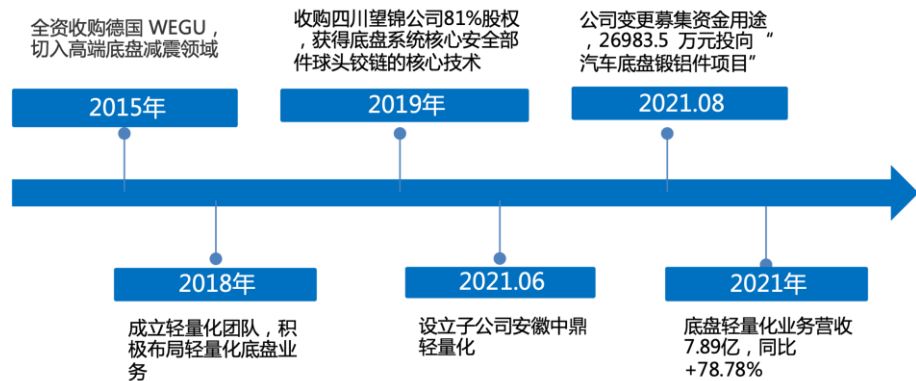 全资收购德国 WEGU，
切入高端底盘减震领域
2015年
收购四川望锦公司81%股权
，获得底盘系统核心安全部
件球头铰链的核心技术
2019年
公司变更募集资金用途
，26983.5 万元投向“
汽车底盘锻铝件项目”
2021.08
2018年
成立轻量化团队，积
极布局轻量化底盘业
务
2021.06
设立子公司安徽中鼎
轻量化
2021年
底盘轻量化业务营收
7.89亿，同比
+78.78%